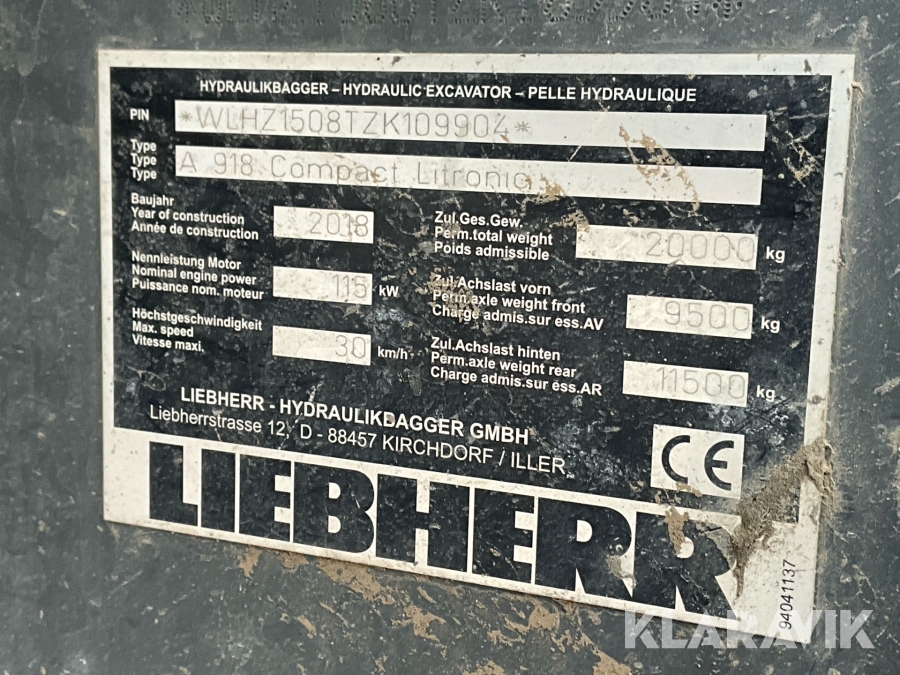 HYDRAULIKBAGGER – HYDRAULIC EXCAVATOR – PELLE HYDRAULIQUE
PIN *WLHZ1508TZK109904*
Type
Type
Type A 918 Compact Litronic
Baujahr
Year of construction
Année de construction 2018
Nennleistung Motor
Nominal engine power
Puissance nom. moteur 115 kW
Höchstgeschwindigkeit
Max. speed
Vitesse maxi. 30 km/h
Zul.Ges.Gew.
Perm.total weight
Poids admissible 20000 kg
Zul.Achslast vorn
Perm.axle weight front
Charge admis.sur ess.AV 9500 kg
Zul.Achslast hinten
Perm.axle weight rear
Charge admis.sur ess.AR 11500 kg
LIEBHERR - HYDRAULIKBAGGER GMBH
Liebherrstrasse 12, D - 88457 KIRCHDORF / ILLER
CE
LIEBHERR
94041137
KLARAVIK